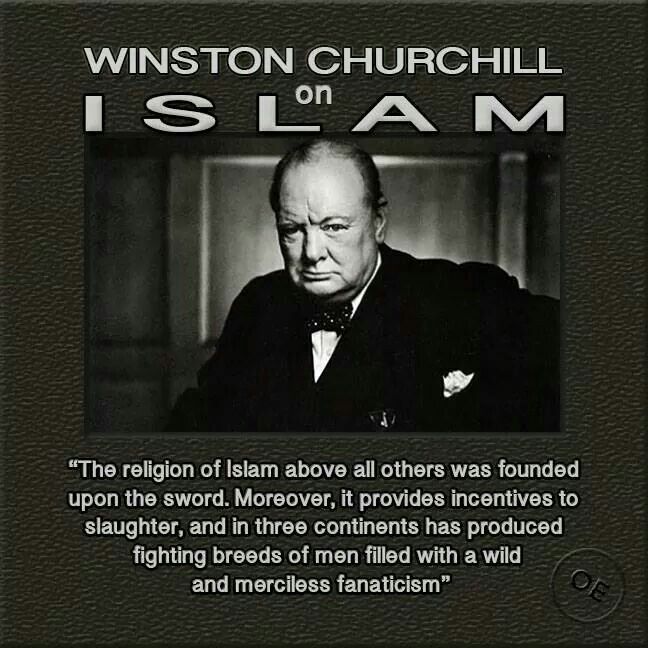 WINSTON CHURCHILL
on
ISLAM
“The religion of Islam above all others was founded
upon the sword. Moreover, it provides incentives to
slaughter, and in three continents has produced
fighting breeds of men filled with a wild
and merciless fanaticism”
OE